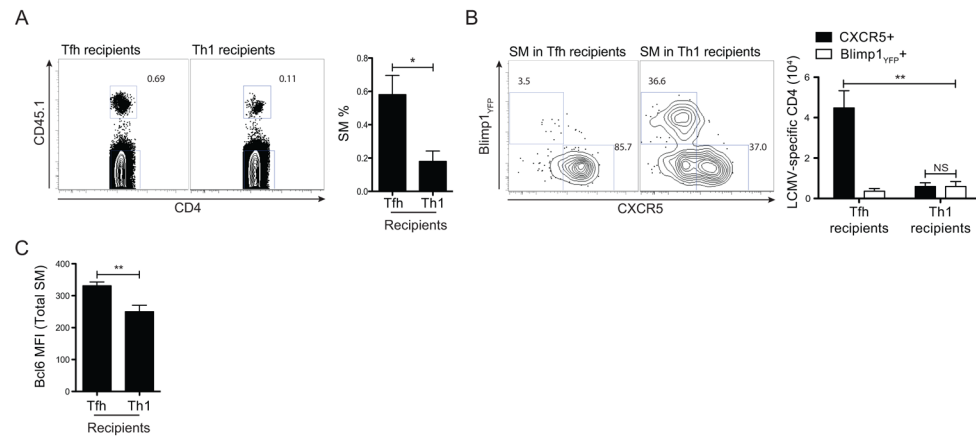 A
Tfh recipients
Th1 recipients
0.69
0.11
CD45.1
CD4
SM %
0.8
0.6
0.4
0.2
0.0
*
Tfh
Th1
Recipients
B
SM in Tfh recipients
SM in Th1 recipients
3.5
36.6
85.7
37.0
Blimp1YFP
CXCR5
CXCR5+
Blimp1YFP+
LCMV-specific CD4 (10⁴)
6
4
2
0
**
NS
Tfh
recipients
Th1
recipients
C
Bcl6 MFI (Total SM)
400
300
200
100
0
**
Tfh
Th1
Recipients